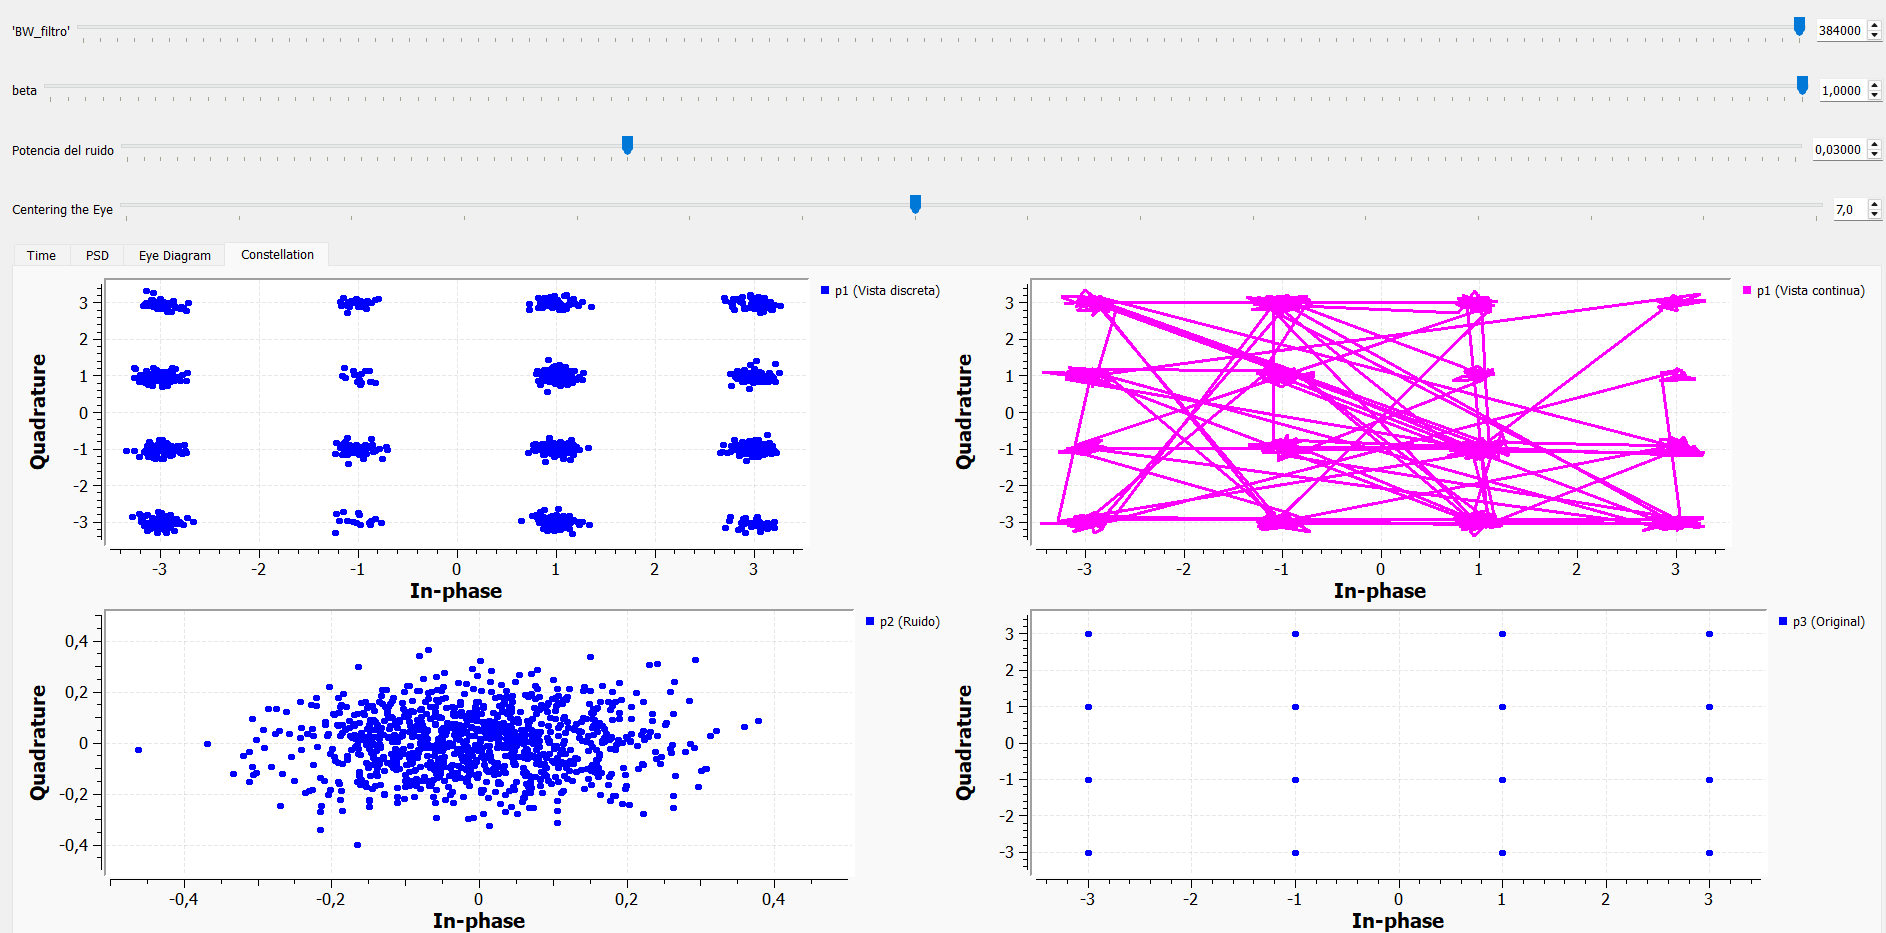 'BW_filtro' 384000
beta 1,0000
Potencia del ruido 0,03000
Centering the Eye 7,0
Time PSD Eye Diagram Constellation
p1 (Vista discreta)
Quadrature
3
2
1
0
-1
-2
-3
-3 -2 -1 0 1 2 3
In-phase
p1 (Vista continua)
Quadrature
3
2
1
0
-1
-2
-3
-3 -2 -1 0 1 2 3
In-phase
p2 (Ruido)
Quadrature
0,4
0,2
0
-0,2
-0,4
-0,4 -0,2 0 0,2 0,4
In-phase
p3 (Original)
Quadrature
3
2
1
0
-1
-2
-3
-3 -2 -1 0 1 2 3
In-phase